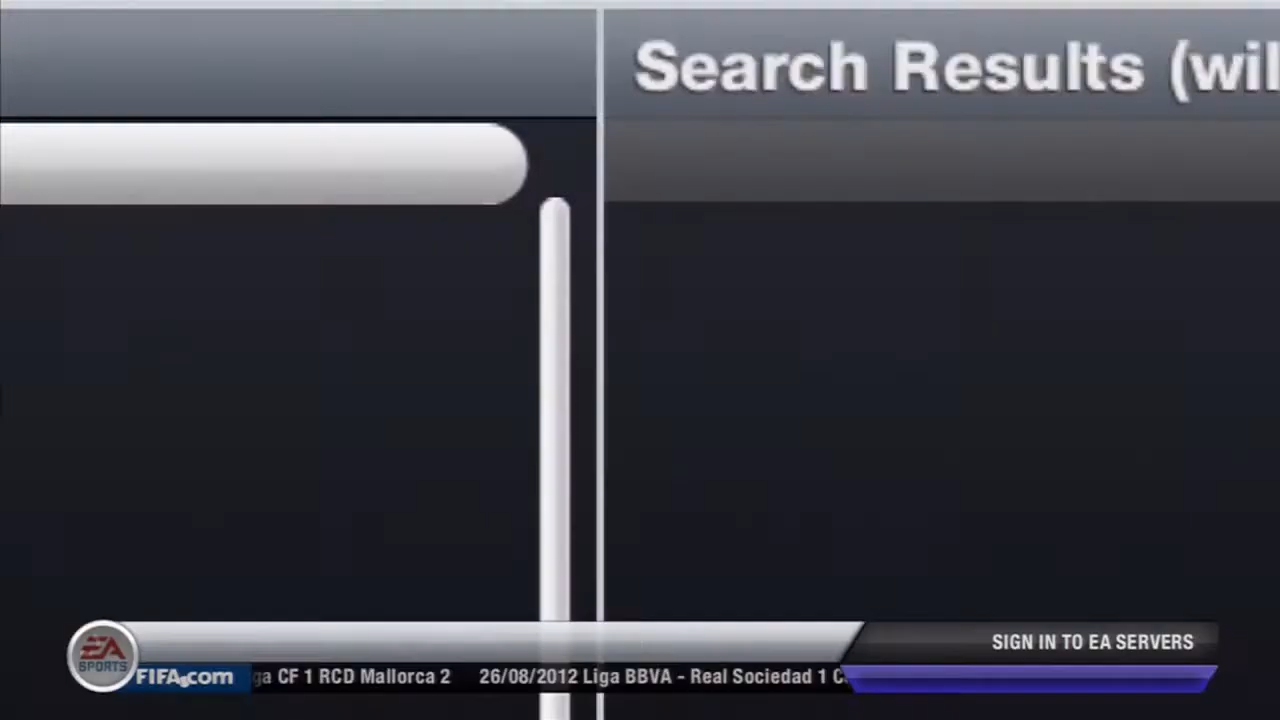 Search Results (wil
SIGN IN TO EA SERVERS
EA
SPORTS
FIFA.com
ga CF 1 RCD Mallorca 2 26/08/2012 Liga BBVA - Real Sociedad 1 C